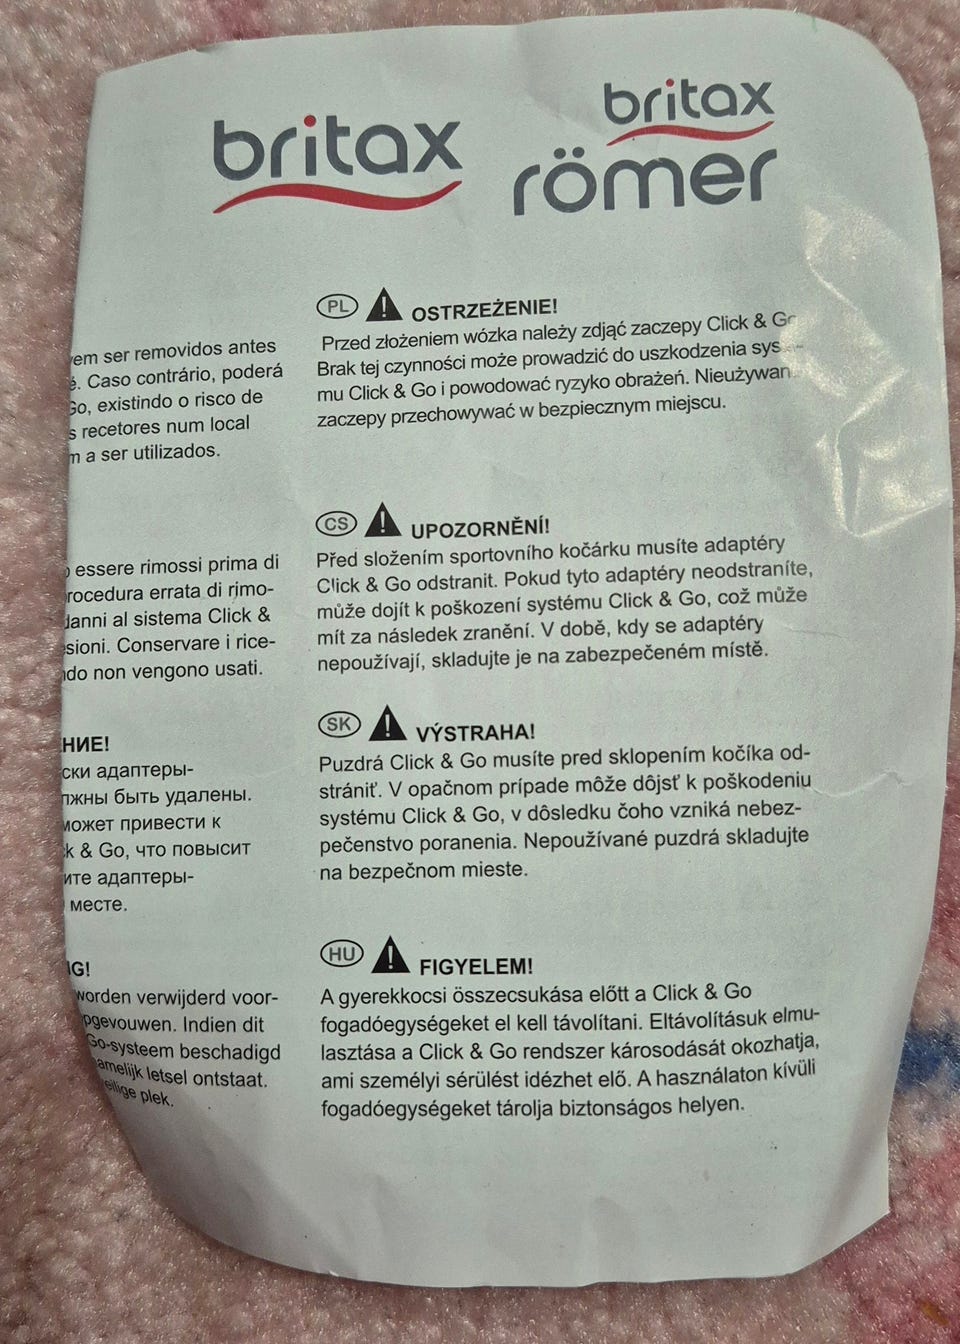 britax
britax
römer
vem ser removidos antes
é. Caso contrário, poderá
Go, existindo o risco de
s recetores num local
m a ser utilizados.
essere rimossi prima di
rocedura errata di rimo-
danni al sistema Click &
sioni. Conservare i rice-
ndo non vengono usati.
НИЕ!
ски адаптеры-
лжны быть удалены.
может привести к
ck & Go, что повысит
ите адаптеры-
месте.
IG!
worden verwijderd voor-
pgevouwen. Indien dit
Go-systeem beschadigd
amelijk letsel ontstaat.
eilige plek.
PL OSTRZEŻENIE!
Przed złożeniem wózka należy zdjąć zaczepy Click & Go
Brak tej czynności może prowadzić do uszkodzenia sys
mu Click & Go i powodować ryzyko obrażeń. Nieużywan
zaczepy przechowywać w bezpiecznym miejscu.
CS UPOZORNĚNÍ!
Před složením sportovního kočárku musíte adaptéry
Click & Go odstranit. Pokud tyto adaptéry neodstraníte,
může dojít k poškození systému Click & Go, což může
mít za následek zranění. V době, kdy se adaptéry
nepoužívají, skladujte je na zabezpečeném místě.
SK VÝSTRAHA!
Puzdrá Click & Go musíte pred sklopením kočíka od-
strániť. V opačnom prípade môže dôjsť k poškodeniu
systému Click & Go, v dôsledku čoho vzniká nebez-
pečenstvo poranenia. Nepoužívané puzdrá skladujte
na bezpečnom mieste.
HU FIGYELEM!
A gyerekkocsi összecsukása előtt a Click & Go
fogadóegységeket el kell távolítani. Eltávolításuk elmu-
lasztása a Click & Go rendszer károsodását okozhatja,
ami személyi sérülést idézhet elő. A használaton kívüli
fogadóegységeket tárolja biztonságos helyen.